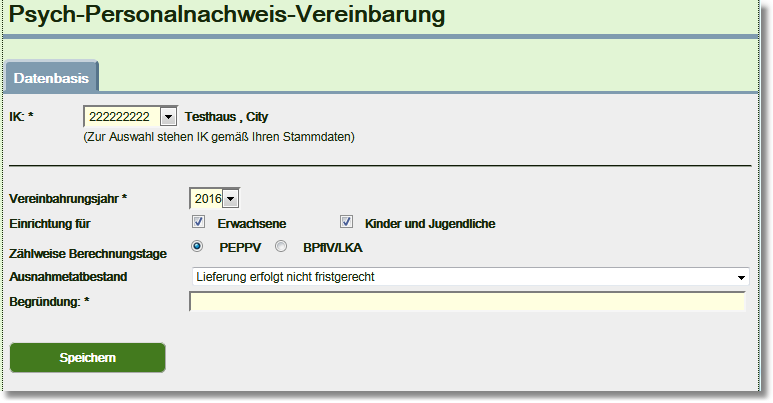 Psych-Personalnachweis-Vereinbarung
Datenbasis
IK: * 222222222 Testhaus , City
(Zur Auswahl stehen IK gemäß Ihren Stammdaten)
Vereinbahrungsjahr * 2016
Einrichtung für Erwachsene Kinder und Jugendliche
Zählweise Berechnungstage PEPPV BPflV/LKA
Ausnahmetatbestand Lieferung erfolgt nicht fristgerecht
Begründung: *
Speichern